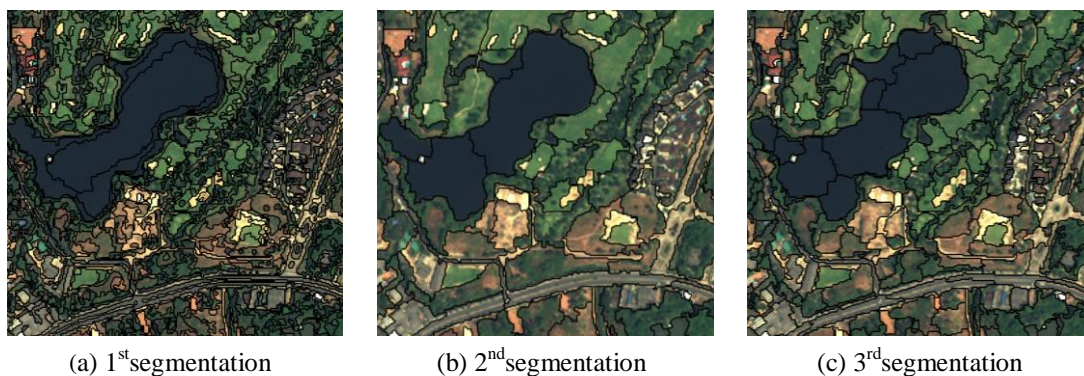 (a) 1stsegmentation
(b) 2ndsegmentation
(c) 3rdsegmentation